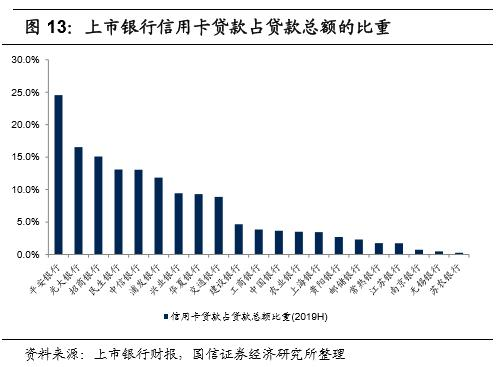 图 13：上市银行信用卡贷款占贷款总额的比重
30.0%
25.0%
20.0%
15.0%
10.0%
5.0%
0.0%
平安银行
光大银行
招商银行
民生银行
中信银行
浦发银行
兴业银行
华夏银行
交通银行
建设银行
工商银行
中国银行
农业银行
上海银行
贵阳银行
邮储银行
常熟银行
江苏银行
南京银行
无锡银行
苏农银行
信用卡贷款占贷款总额比重(2019H)
资料来源：上市银行财报，国信证券经济研究所整理